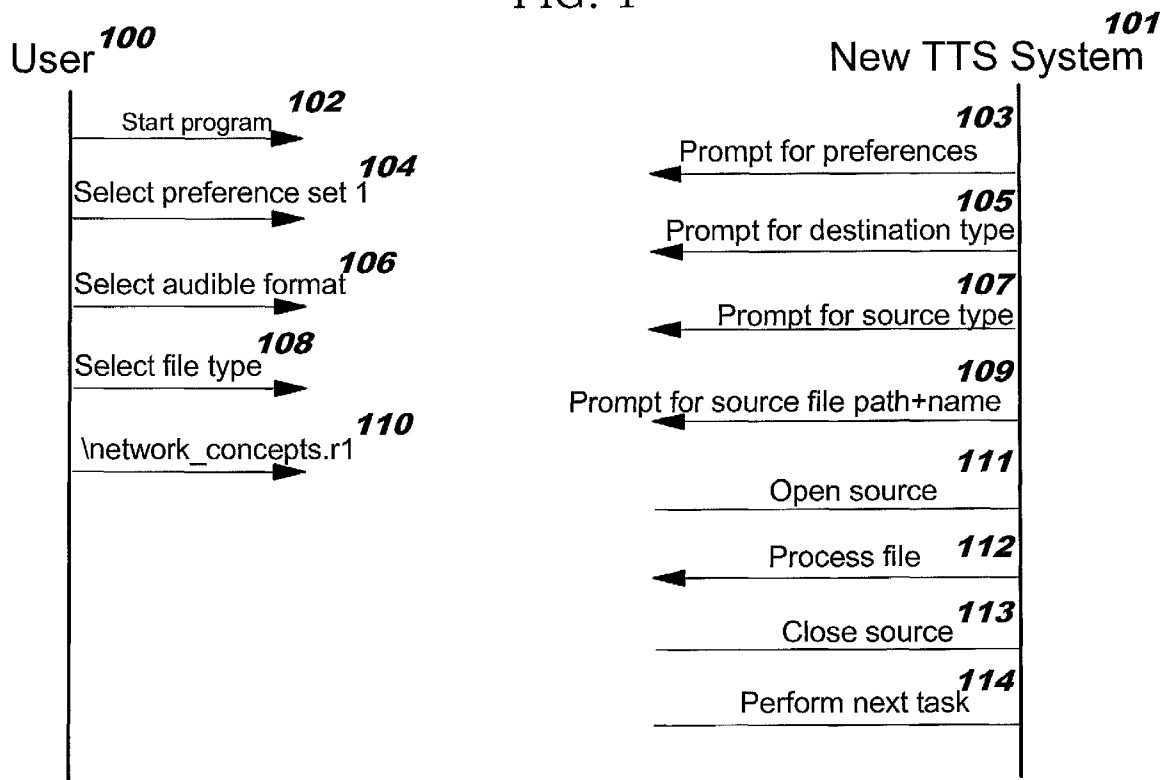 FIG. 1
User 100
New TTS System 101
Start program 102
Prompt for preferences 103
Select preference set 1 104
Prompt for destination type 105
Select audible format 106
Prompt for source type 107
Select file type 108
Prompt for source file path+name 109
\network_concepts.r1 110
Open source 111
Process file 112
Close source 113
Perform next task 114